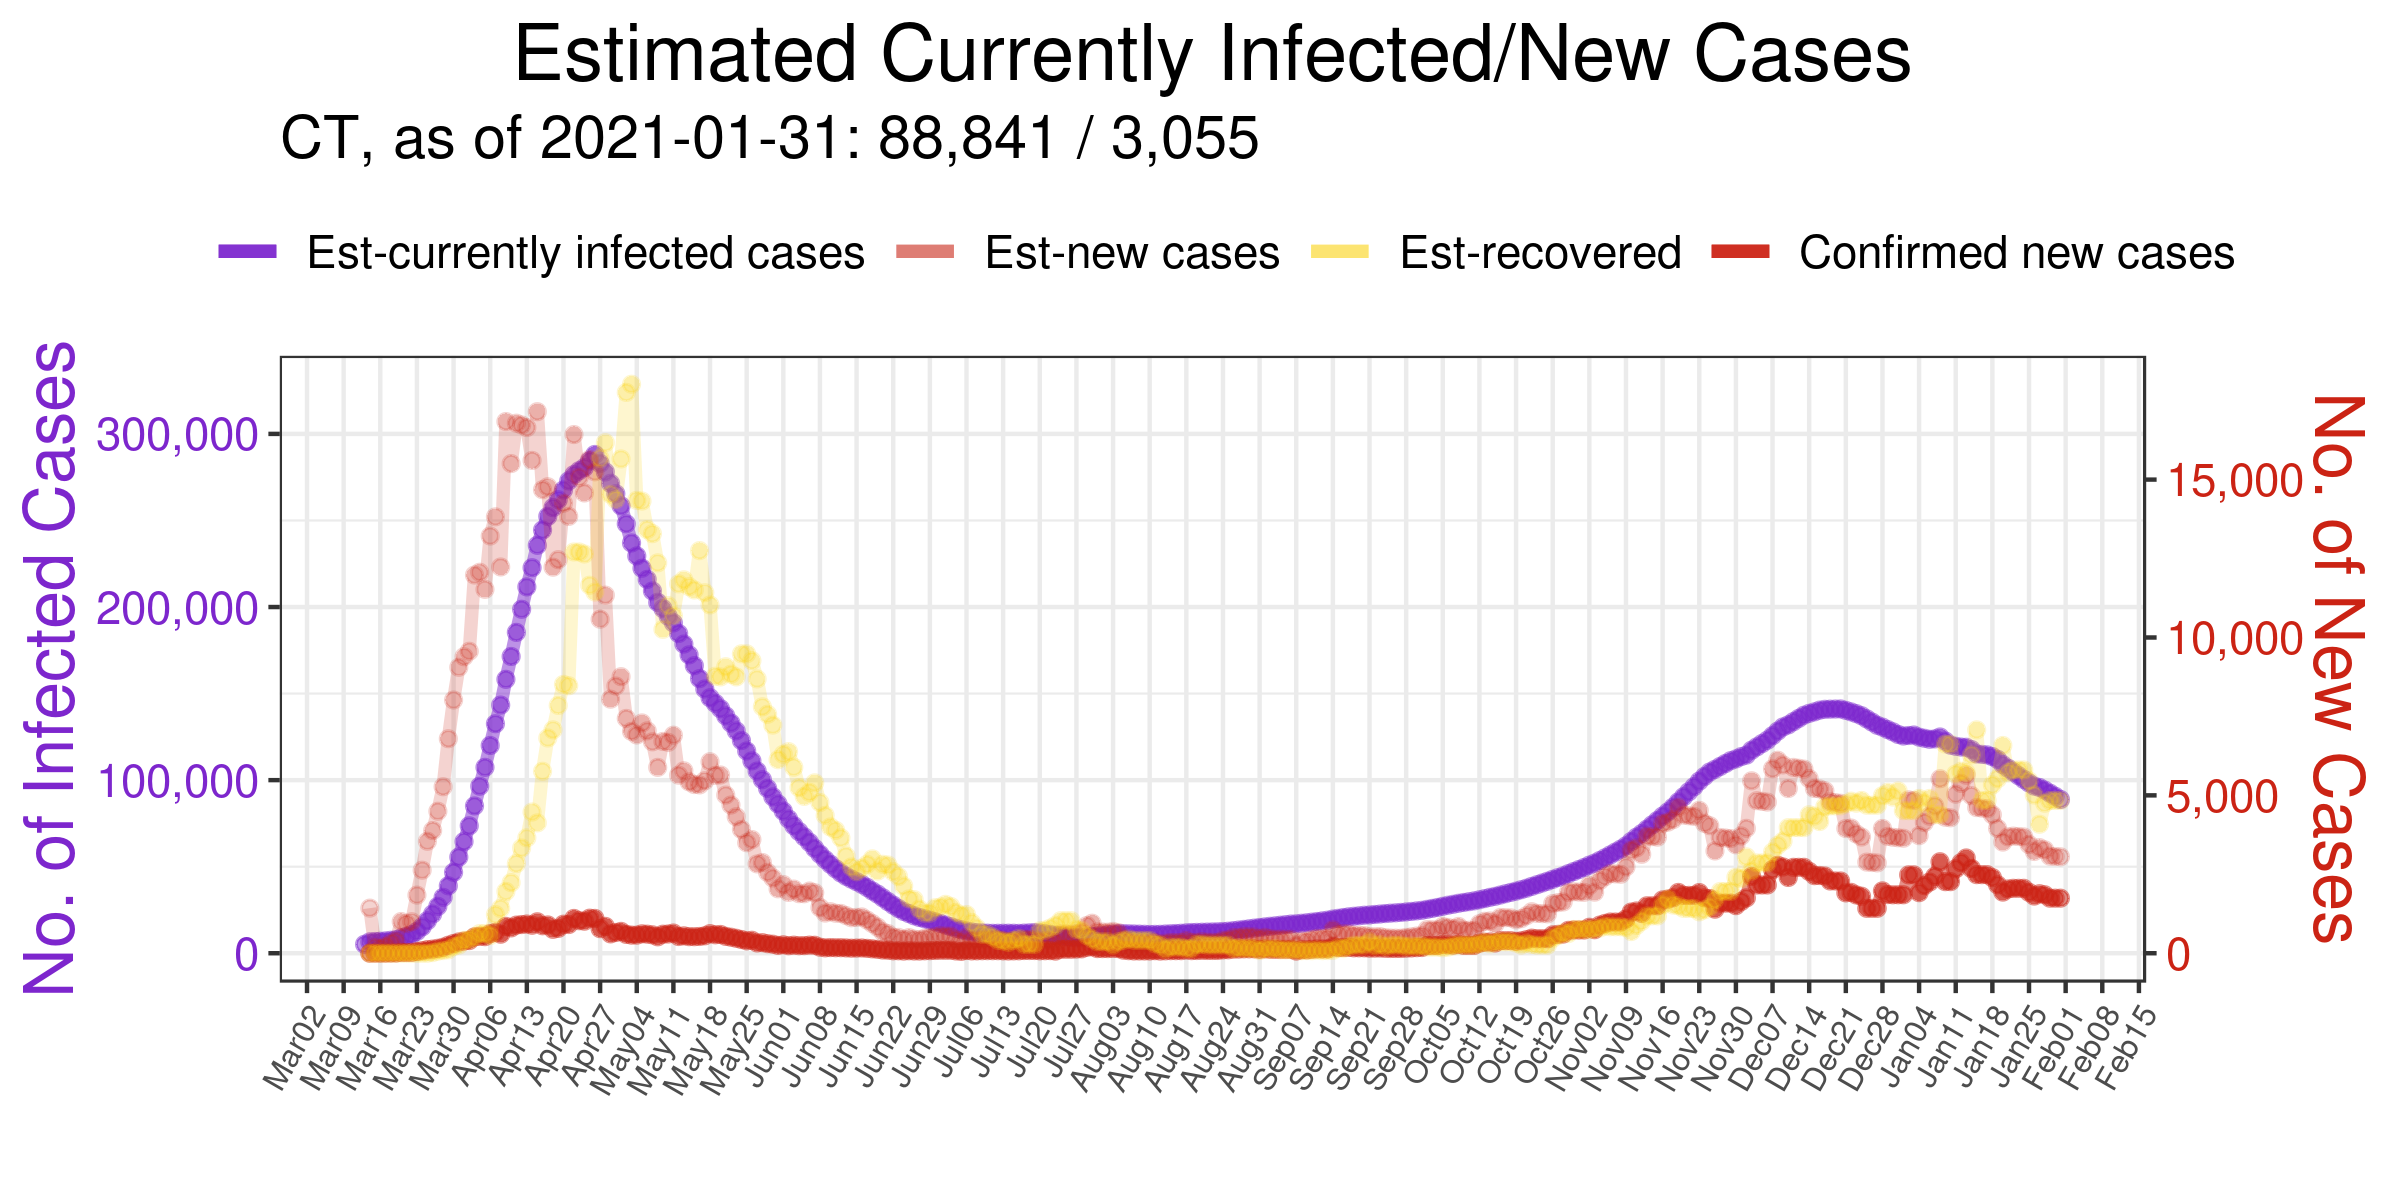 Estimated Currently Infected/New Cases
CT, as of 2021-01-31: 88,841 / 3,055
Est-currently infected cases Est-new cases Est-recovered Confirmed new cases
No. of Infected Cases
300,000
200,000
100,000
0
15,000
10,000
5,000
0
No. of New Cases
Mar02 Mar09 Mar16 Mar23 Mar30 Apr06 Apr13 Apr20 Apr27 May04 May11 May18 May25 Jun01 Jun08 Jun15 Jun22 Jun29 Jul06 Jul13 Jul20 Jul27 Aug03 Aug10 Aug17 Aug24 Aug31 Sep07 Sep14 Sep21 Sep28 Oct05 Oct12 Oct19 Oct26 Nov02 Nov09 Nov16 Nov23 Nov30 Dec07 Dec14 Dec21 Dec28 Jan04 Jan11 Jan18 Jan25 Feb01 Feb08 Feb15